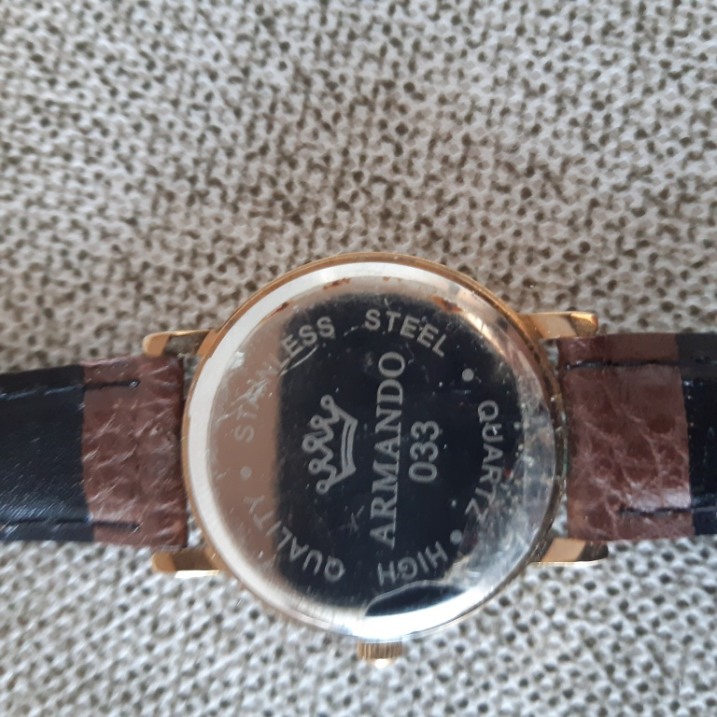 ARMANDO
033
STAINLESS STEEL • QUARTZ • HIGH QUALITY •